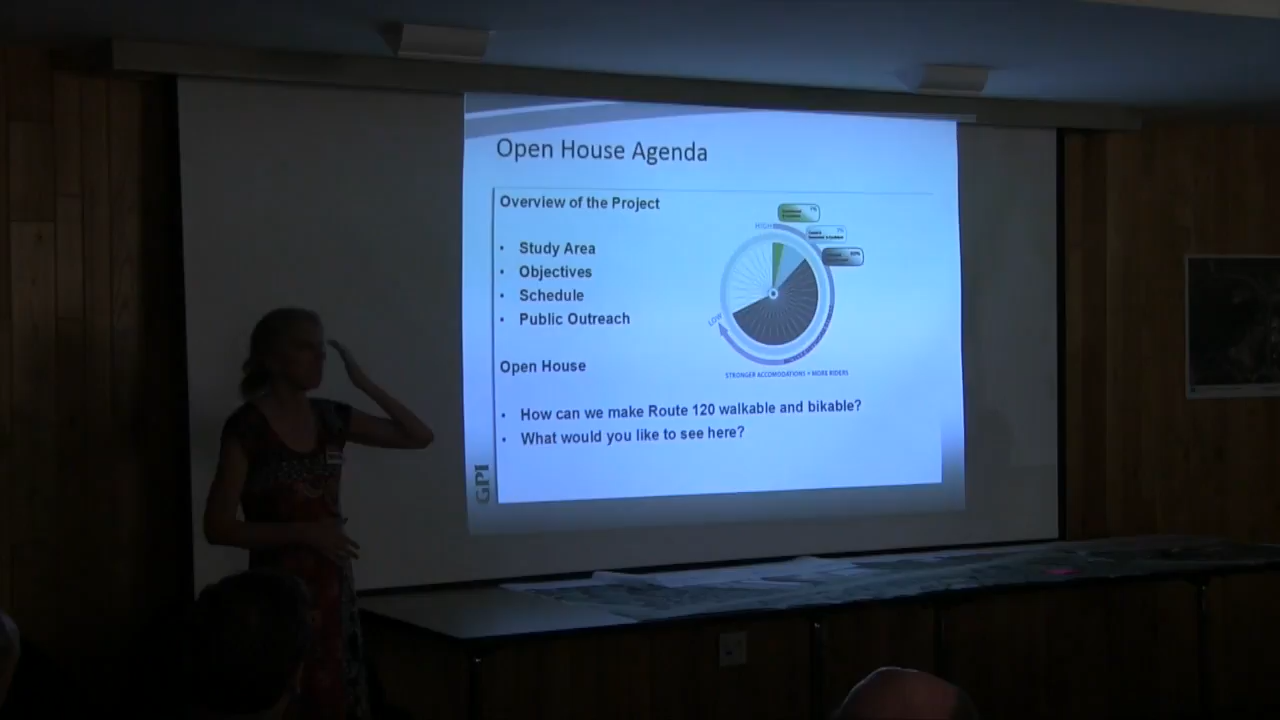 Open House Agenda
Overview of the Project
• Study Area
• Objectives
• Schedule
• Public Outreach
Open House
• How can we make Route 120 walkable and bikable?
• What would you like to see here?
HIGH
LOW
STRONGER ACCOMODATIONS = MORE RIDERS
GPI